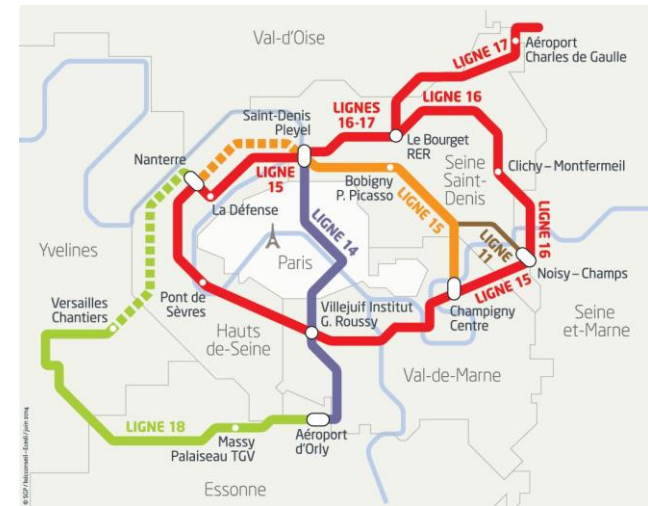 Val-d'Oise
LIGNE 17
Aéroport
Charles de Gaulle
Saint-Denis
Pleyel
LIGNES
16-17
LIGNE 16
Le Bourget
RER
Nanterre
LIGNE
15
Seine
Saint-
Denis
Clichy – Montfermeil
Bobigny
P. Picasso
La Défense
LIGNE 14
LIGNE 15
LIGNE
11
LIGNE 16
Yvelines
Paris
Noisy – Champs
LIGNE 15
Versailles
Chantiers
Pont de
Sèvres
Villejuif Institut
G. Roussy
Champigny
Centre
Seine
et-Marne
Hauts
de-Seine
Val-de-Marne
LIGNE 18
Massy
Palaiseau TGV
Aéroport
d'Orly
Essonne